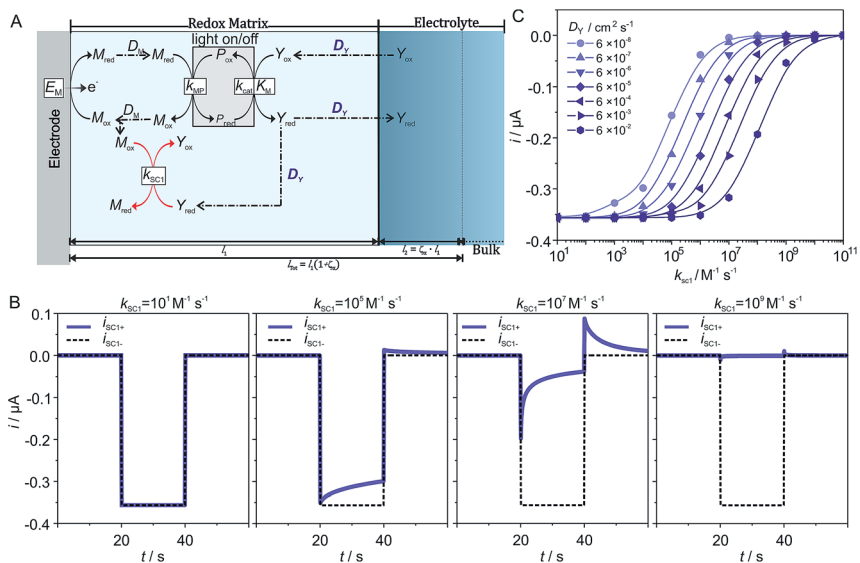 A
Redox Matrix
Electrolyte
light on/off
M_red
D_M
M_red
P_ox
Y_ox
D_Y
Y_ox
E_M
e^-
k_MP
k_cat
K_M
M_ox
D_M
M_ox
P_red
Y_red
D_Y
Y_red
Electrode
M_ox
Y_ox
k_SC1
D_Y
M_red
Y_red
l_1
l_2 = ζ_ox · l_1
Bulk
C
D_Y / cm² s⁻¹
6 ×10⁻⁸
6 ×10⁻⁷
6 ×10⁻⁶
6 ×10⁻⁵
6 ×10⁻⁴
6 ×10⁻³
6 ×10⁻²
0.0
-0.1
-0.2
-0.3
-0.4
i / µA
10¹ 10³ 10⁵ 10⁷ 10⁹ 10¹¹
k_sc1 / M⁻¹ s
B
k_SC1=10¹ M⁻¹ s⁻¹
k_SC1=10⁵ M⁻¹ s⁻¹
k_SC1=10⁷ M⁻¹ s⁻¹
k_SC1=10⁹ M⁻¹ s⁻¹
0.1
0.0
-0.1
-0.2
-0.3
-0.4
i / µA
i_SC1+
i_SC1-
i_SC1+
i_SC1-
i_SC1+
i_SC1-
i_SC1+
i_SC1-
20 40 60
20 40 60
20 40 60
20 40 60
t / s
t / s
t / s
t / s